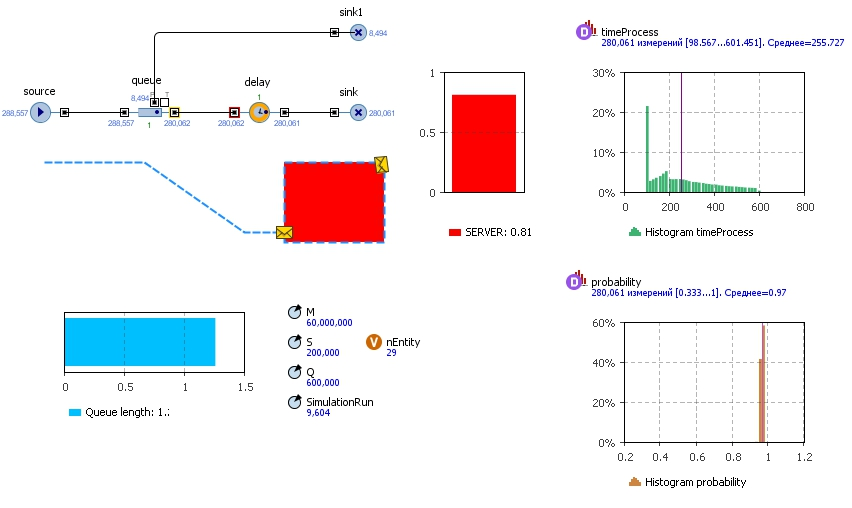 sink1
8,494
source
queue
delay
sink
8,494
T
1
288,557
288,557
1
280,062
280,062
280,061
280,061
1
0.5
0
SERVER: 0.81
D
timeProcess
280,061 измерений [98.567...601.451]. Среднее=255.727
30%
20%
10%
0%
0
200
400
600
800
Histogram timeProcess
D
probability
280,061 измерений [0.333...1]. Среднее=0.97
60%
40%
20%
0%
0.2
0.4
0.6
0.8
1
1.2
Histogram probability
0
0.5
1
1.5
Queue length: 1.
M
60,000,000
S
200,000
V
nEntity
29
Q
600,000
SimulationRun
9,604